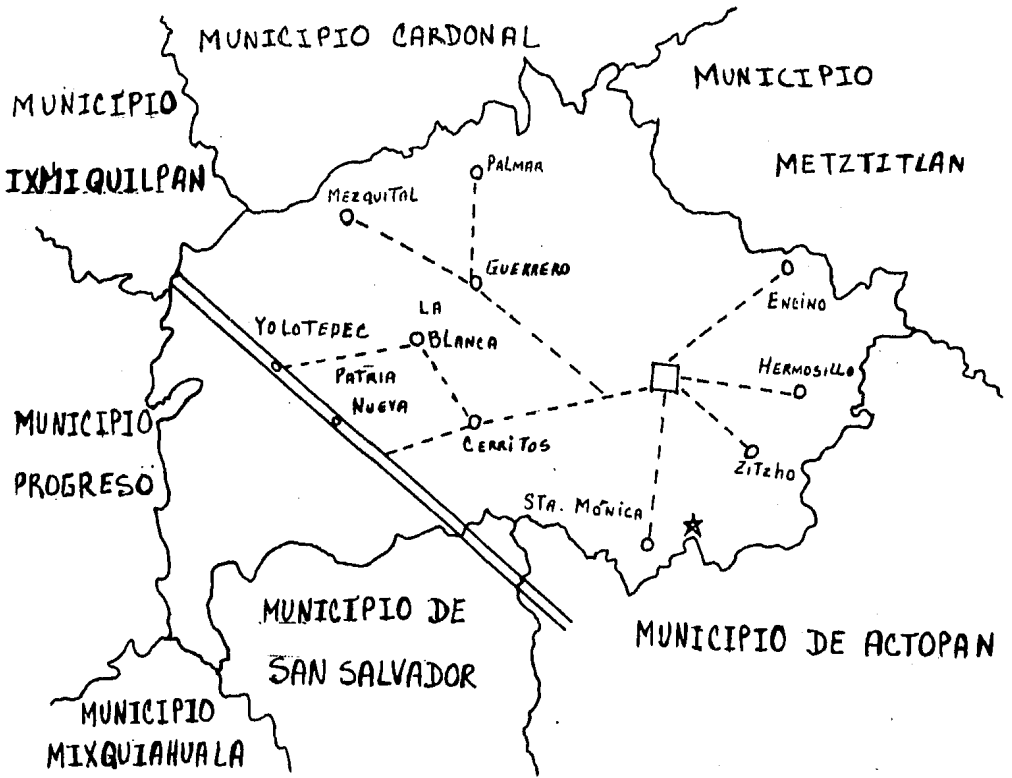 MUNICIPIO CARDONAL
MUNICIPIO
METZTITLAN
MUNICIPIO
IXMIQUILPAN
PALMAR
MEZQUITAL
GUERRERO
ENCINO
LA
BLANCA
YOLOTEPEC
PATRIA
NUEVA
HERMOSILLO
CERRITOS
ZITZHO
MUNICIPIO
PROGRESO
STA. MÓNICA
MUNICIPIO DE
SAN SALVADOR
MUNICIPIO DE ACTOPAN
MUNICIPIO
MIXQUIAHUALA